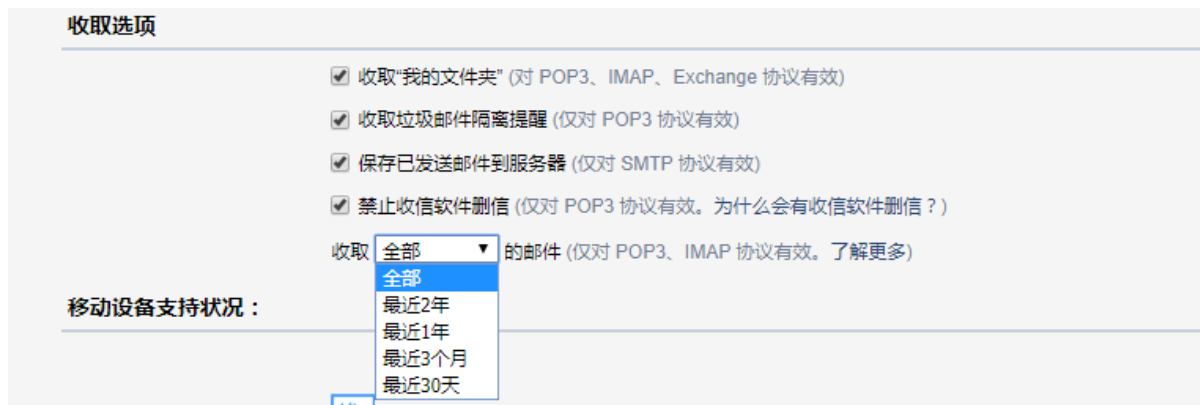 收取选项
收取“我的文件夹” (对 POP3、IMAP、Exchange 协议有效)
收取垃圾邮件隔离提醒 (仅对 POP3 协议有效)
保存已发送邮件到服务器 (仅对 SMTP 协议有效)
禁止收信软件删信 (仅对 POP3 协议有效。为什么会有收信软件删信？)
收取 全部 的邮件 (仅对 POP3、IMAP 协议有效。了解更多)
全部
最近2年
最近1年
最近3个月
最近30天
移动设备支持状况：